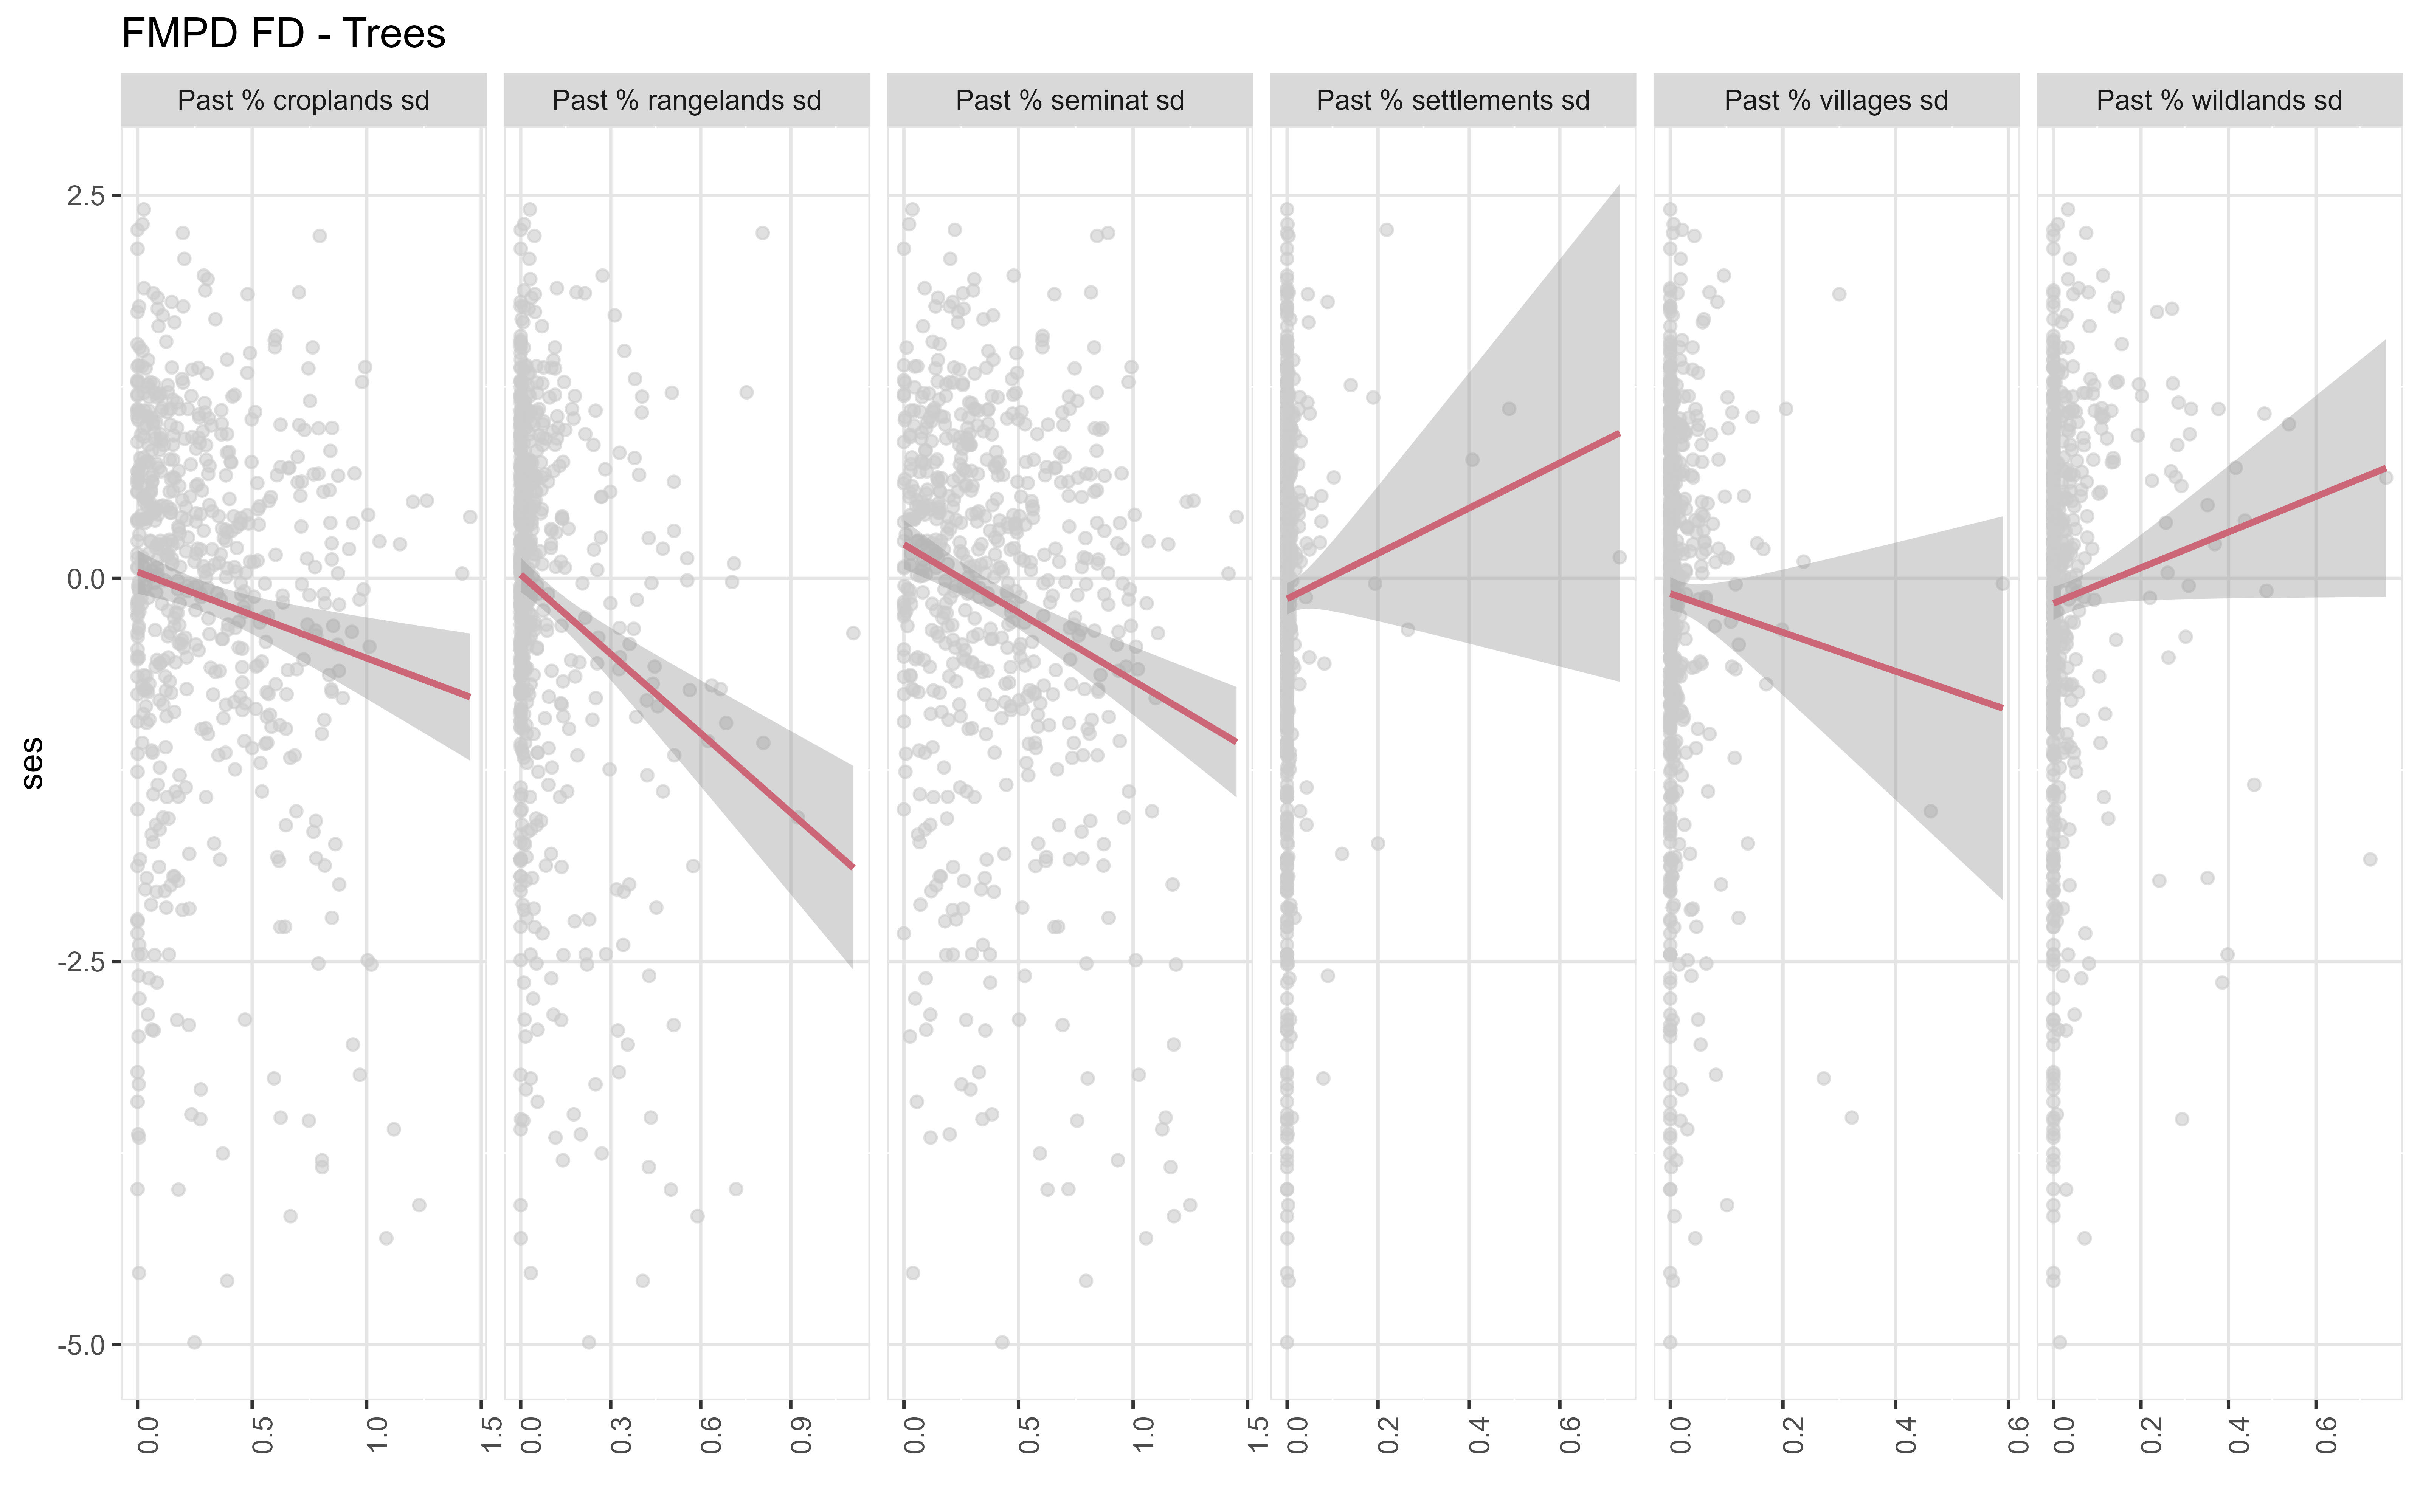 FMPD FD - Trees
Past % croplands sd
Past % rangelands sd
Past % seminat sd
Past % settlements sd
Past % villages sd
Past % wildlands sd
ses
2.5
0.0
-2.5
-5.0
0.0 0.5 1.0 1.5
0.0 0.3 0.6 0.9
0.0 0.5 1.0 1.5
0.0 0.2 0.4 0.6
0.0 0.2 0.4 0.6
0.0 0.2 0.4 0.6